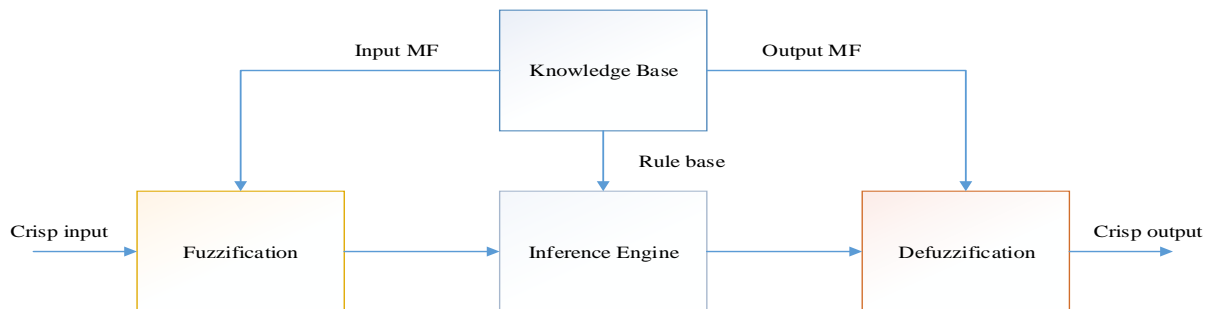 Input MF
Output MF
Knowledge Base
Rule base
Crisp input
Fuzzification
Inference Engine
Defuzzification
Crisp output